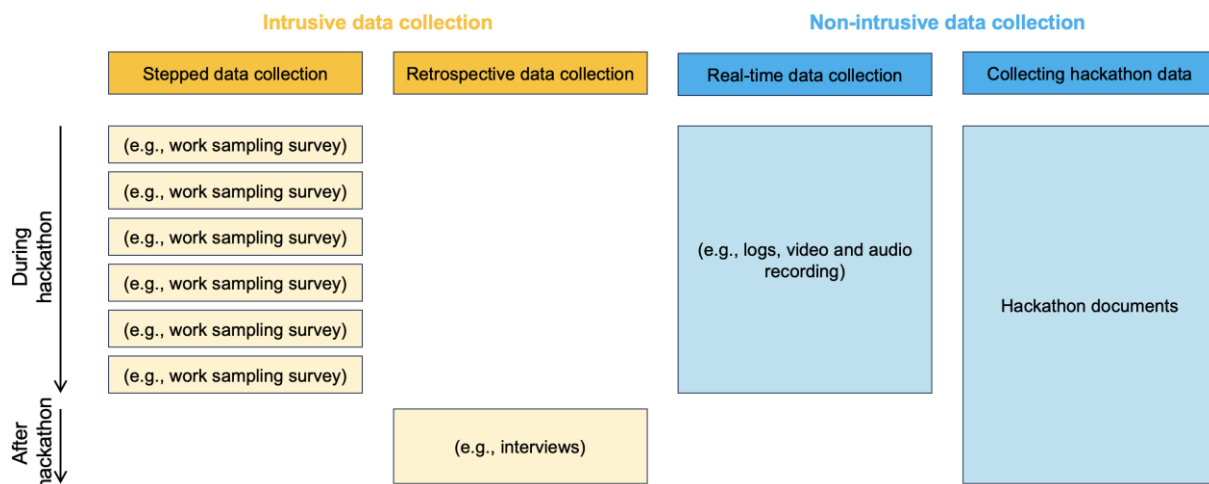 Intrusive data collection
Non-intrusive data collection
Stepped data collection
Retrospective data collection
Real-time data collection
Collecting hackathon data
During
hackathon
(e.g., work sampling survey)
(e.g., work sampling survey)
(e.g., work sampling survey)
(e.g., work sampling survey)
(e.g., work sampling survey)
(e.g., work sampling survey)
(e.g., logs, video and audio
recording)
Hackathon documents
After
hackathon
(e.g., interviews)